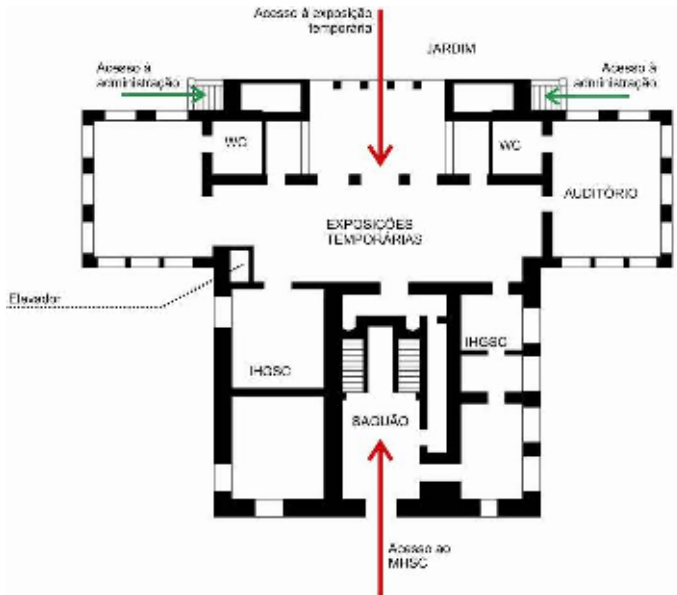 Acesso à exposição
temporária
JARDIM
Acesso à
administração
Acesso à
administração
WC
WC
AUDITÓRIO
EXPOSIÇÕES
TEMPORÁRIAS
Elevador
IHGSC
IHGSC
SAGUÃO
Acesso ao
MHSC